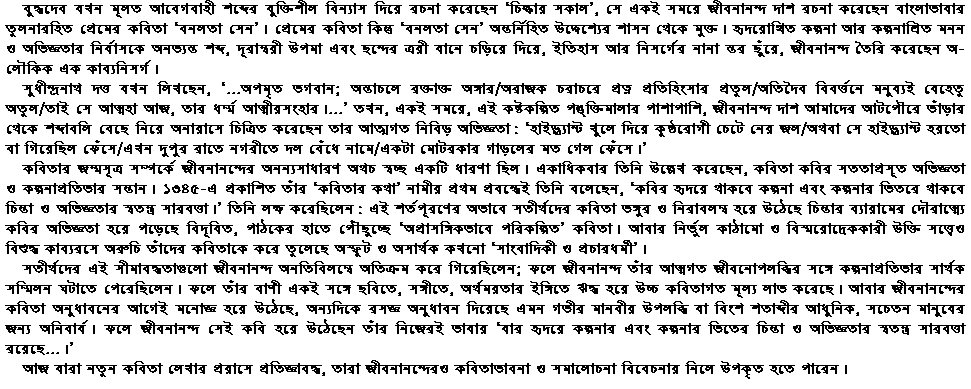 বুদ্ধদেব যখন মূলত আবেগবাহী শব্দের যুক্তিশীল বিন্যাস দিয়ে রচনা করেছেন ‘চিল্কায় সকাল’, সে একই সময়ে জীবনানন্দ দাশ রচনা করেছেন বাংলাভাষার
তুলনারহিত প্রেমের কবিতা ‘বনলতা সেন’। প্রেমের কবিতা কিন্তু ‘বনলতা সেন’ অন্তর্নিহিত উদ্দেশ্যের শাসন থেকে মুক্ত। হৃদয়োত্থিত কল্পনা আর কল্পনাশ্রিত মনন
ও অভিজ্ঞতার নির্যাসকে অনভ্যস্ত শব্দ, দূরান্বয়ী উপমা এবং ছন্দের ত্রয়ী যানে চড়িয়ে দিয়ে, ইতিহাস আর নিসর্গের নানা স্তর ছুঁয়ে, জীবনানন্দ তৈরি করেছেন অ-
লৌকিক এক কাব্যনিসর্গ।
সুধীন্দ্রনাথ দত্ত যখন লিখছেন, ‘...অপমৃত ভগবান; অস্তাচলে রক্তাক্ত অঙ্গার/অরাজক চরাচরে প্রত্ন প্রতিহিংসার প্রতুল/অতিদৈব বিবর্তনে মনুষ্যই যেহেতু
অতুল/তাই সে আত্মহা আজ, তার ধর্ম্ম আত্মীয়সংহার।...’ তখন, একই সময়ে, এই কষ্টকল্পিত পঙ্‌ক্তিমালার পাশাপাশি, জীবনানন্দ দাশ আমাদের আটপৌরে ভাঁড়ার
থেকে শব্দাবলি বেছে নিয়ে অনায়াসে চিত্রিত করেছেন তার আত্মগত নিবিড় অভিজ্ঞতা : ‘হাইড্র্যান্ট খুলে দিয়ে কুষ্ঠরোগী চেটে নেয় জল/অথবা সে হাইড্র্যান্ট হয়তো
বা গিয়েছিল ফেঁসে/এখন দুপুর রাতে নগরীতে দল বেঁধে নামে/একটা মোটরকার গাড়লের মত গেল কেঁসে।’
কবিতার জন্মসূত্র সম্পর্কে জীবনানন্দের অনন্যসাধারণ অথচ স্বচ্ছ একটি ধারণা ছিল। একাধিকবার তিনি উল্লেখ করেছেন, কবিতা কবির সততাপ্রসূত অভিজ্ঞতা
ও কল্পনাপ্রতিভার সন্তান। ১৩৪৫-এ প্রকাশিত তাঁর ‘কবিতার কথা’ নামীয় প্রথম প্রবন্ধেই তিনি বলেছেন, ‘কবির হৃদয়ে থাকবে কল্পনা এবং কল্পনার ভিতরে থাকবে
চিন্তা ও অভিজ্ঞতার স্বতন্ত্র সারবত্তা।’ তিনি লক্ষ করেছিলেন : এই শর্তপূরণের অভাবে সতীর্থদের কবিতা ভঙ্গুর ও নিরাবলম্ব হয়ে উঠেছে চিন্তার ব্যায়ামের দৌরাত্ম্যে
কবির অভিজ্ঞতা হয়ে পড়েছে বিদূষিত, পাঠকের হাতে পৌঁছুচ্ছে ‘অপ্রাসঙ্গিকভাবে পরিকল্পিত’ কবিতা। আবার নির্ভুল কাঠামো ও বিস্ময়োদ্রেককারী উক্তি সত্ত্বেও
বিশুদ্ধ কাব্যরসে অরুচি তাঁদের কবিতাকে করে তুলেছে অস্ফুট ও অসার্থক কখনো ‘সাংবাদিকী ও প্রচারধর্মী’।
সতীর্থদের এই সীমাবদ্ধতাগুলো জীবনানন্দ অনতিবিলম্বে অতিক্রম করে গিয়েছিলেন; ফলে জীবনানন্দ তাঁর আত্মগত জীবনোপলব্ধির সঙ্গে কল্পনাপ্রতিভার সার্থক
সম্মিলন ঘটাতে পেরেছিলেন। ফলে তাঁর বাণী একই সঙ্গে ছবিতে, সঙ্গীতে, অর্থময়তার ইঙ্গিতে ঋদ্ধ হয়ে উচ্চ কবিতাগত মূল্য লাভ করেছে। আবার জীবনানন্দের
কবিতা অনুধাবনের আগেই মনোজ্ঞ হয়ে উঠেছে, অন্যদিকে রসজ্ঞ অনুধাবন দিয়েছে এমন গভীর মানবীয় উপলব্ধি যা বিংশ শতাব্দীর আধুনিক, সচেতন মানুষের
জন্য অনিবার্য। ফলে জীবনানন্দ সেই কবি হয়ে উঠেছেন তাঁর নিজেরই ভাষায় ‘যার হৃদয়ে কল্পনার এবং কল্পনার ভিতের চিন্তা ও অভিজ্ঞতার স্বতন্ত্র সারবত্তা
রয়েছে...।’
আজ যারা নতুন কবিতা লেখার প্রয়াসে প্রতিজ্ঞাবদ্ধ, তারা জীবনানন্দেরও কবিতাভাবনা ও সমালোচনা বিবেচনায় নিলে উপকৃত হতে পারেন।